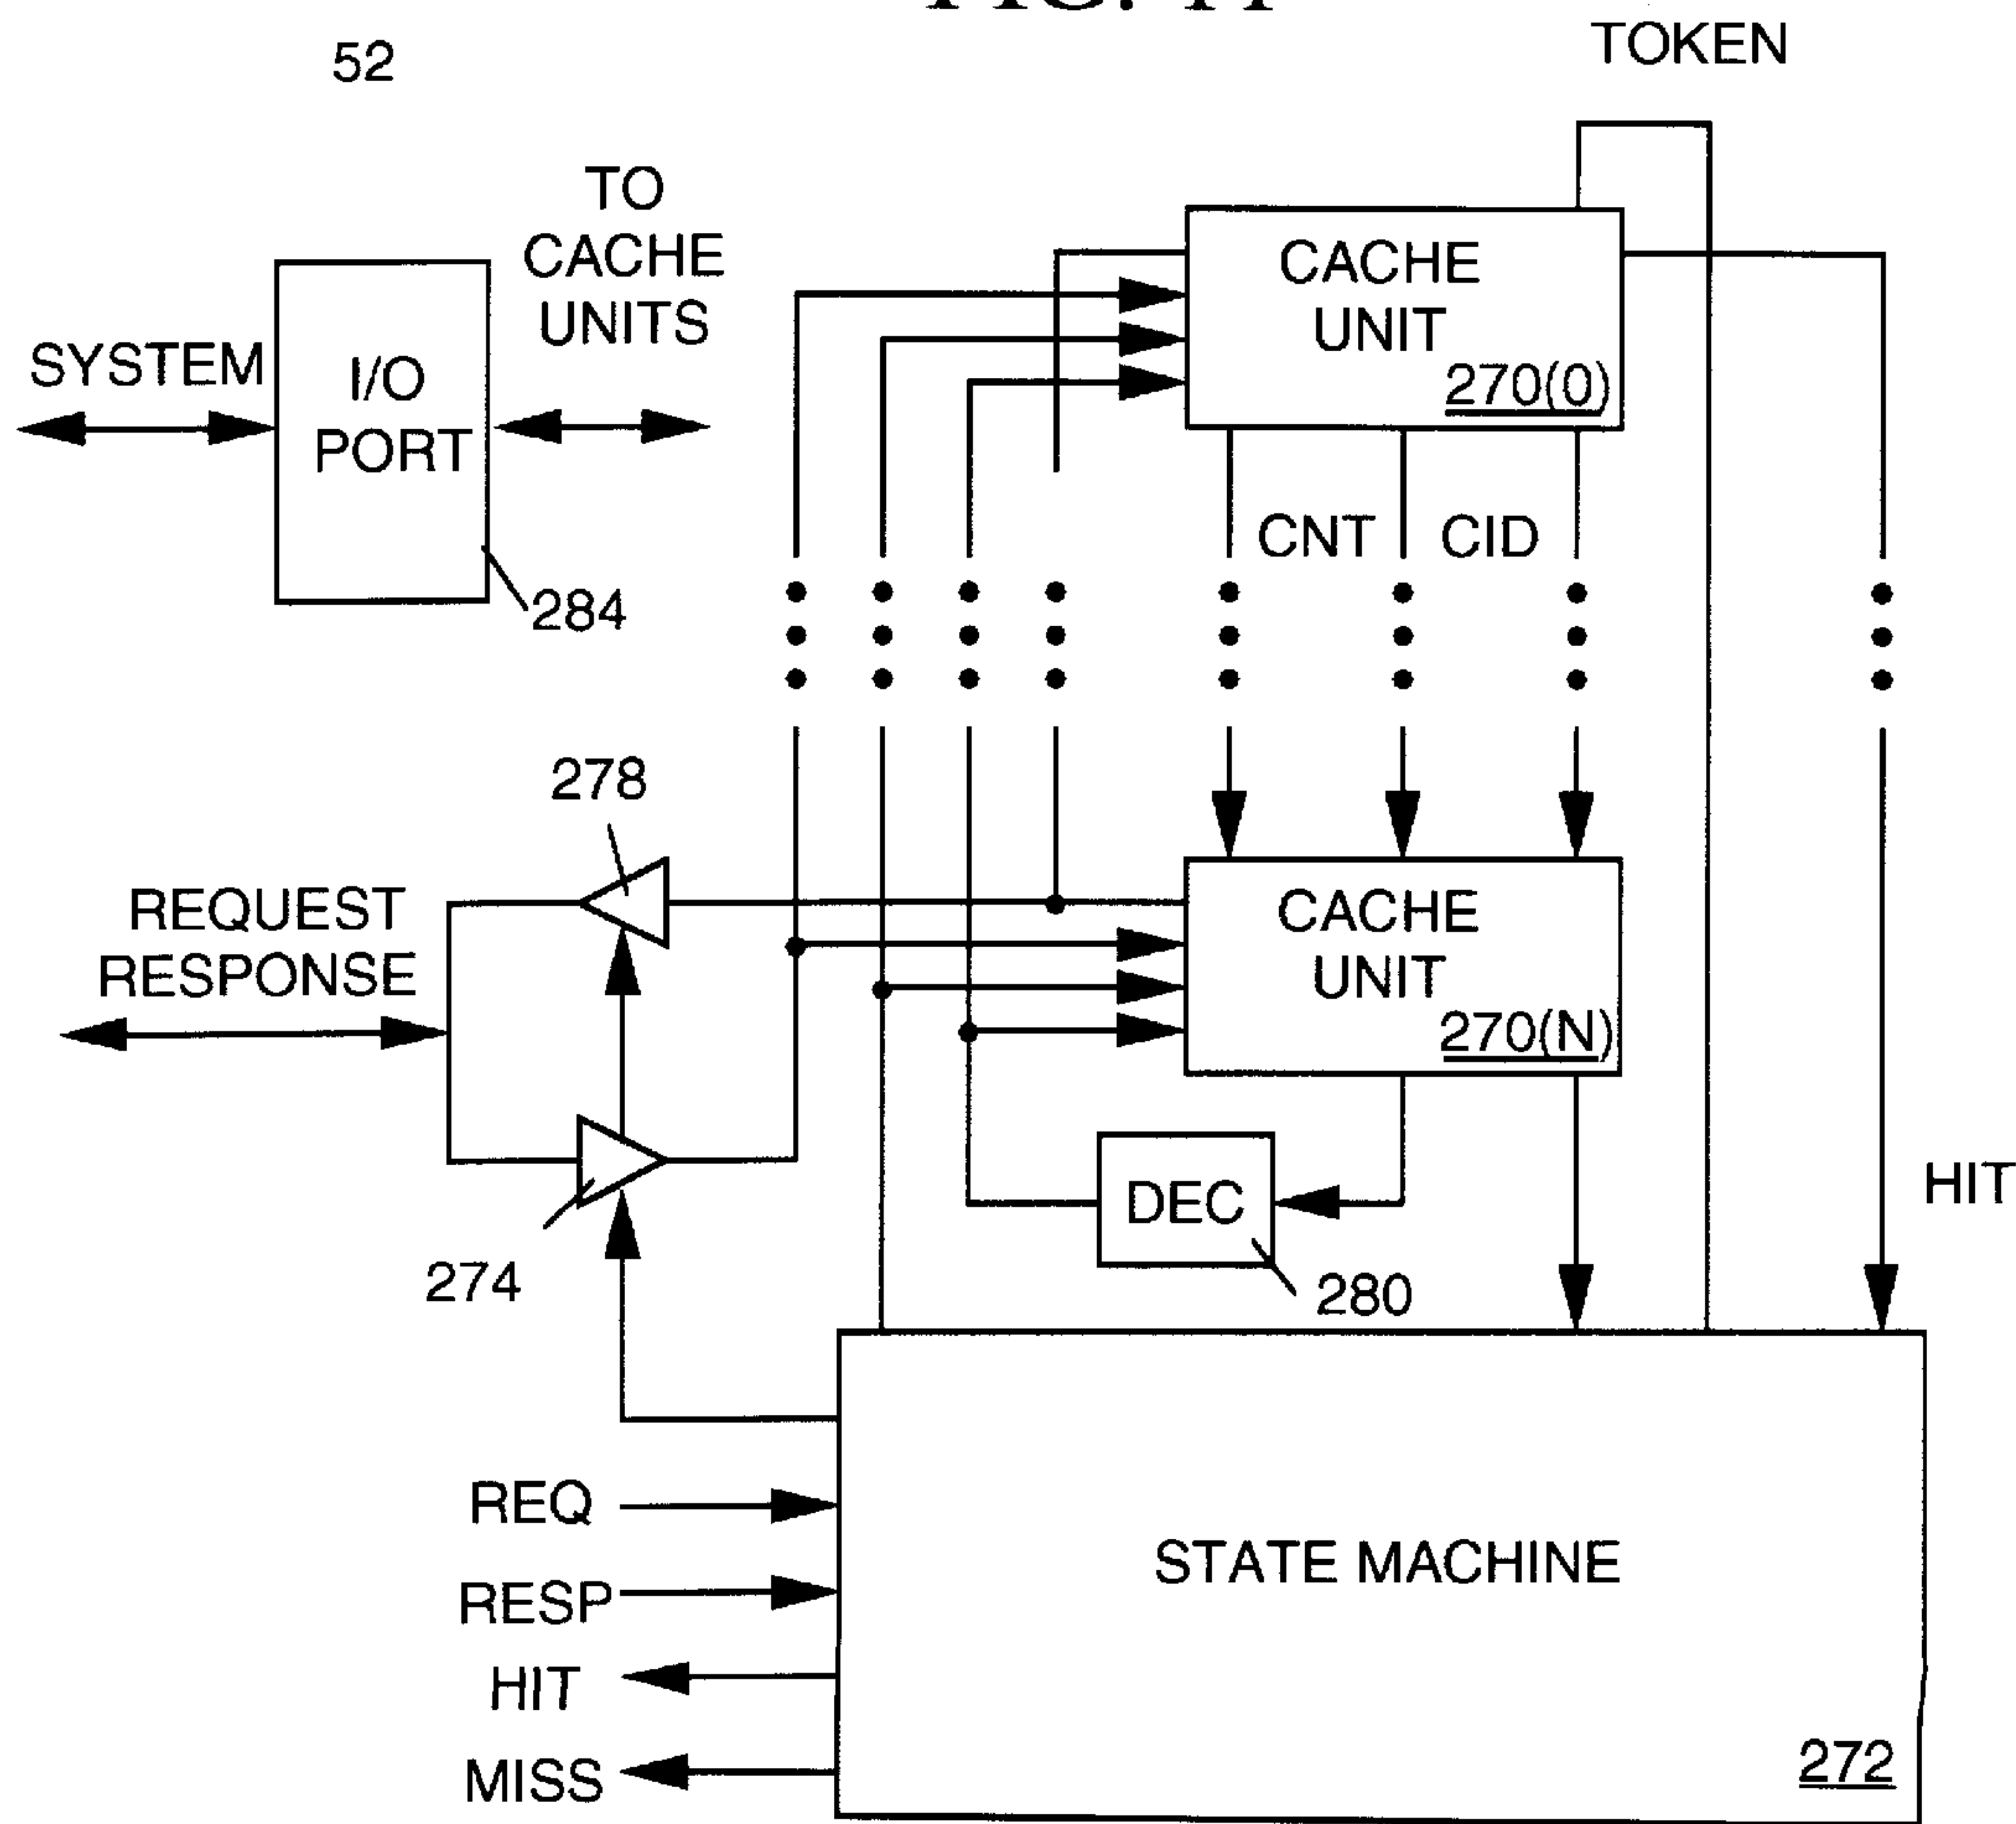 52
TOKEN
TO
CACHE
UNITS
SYSTEM
I/O
PORT
284
CACHE
UNIT
270(0)
CNT
CID
278
REQUEST
RESPONSE
CACHE
UNIT
270(N)
274
DEC
280
HIT
REQ
RESP
HIT
MISS
STATE MACHINE
272